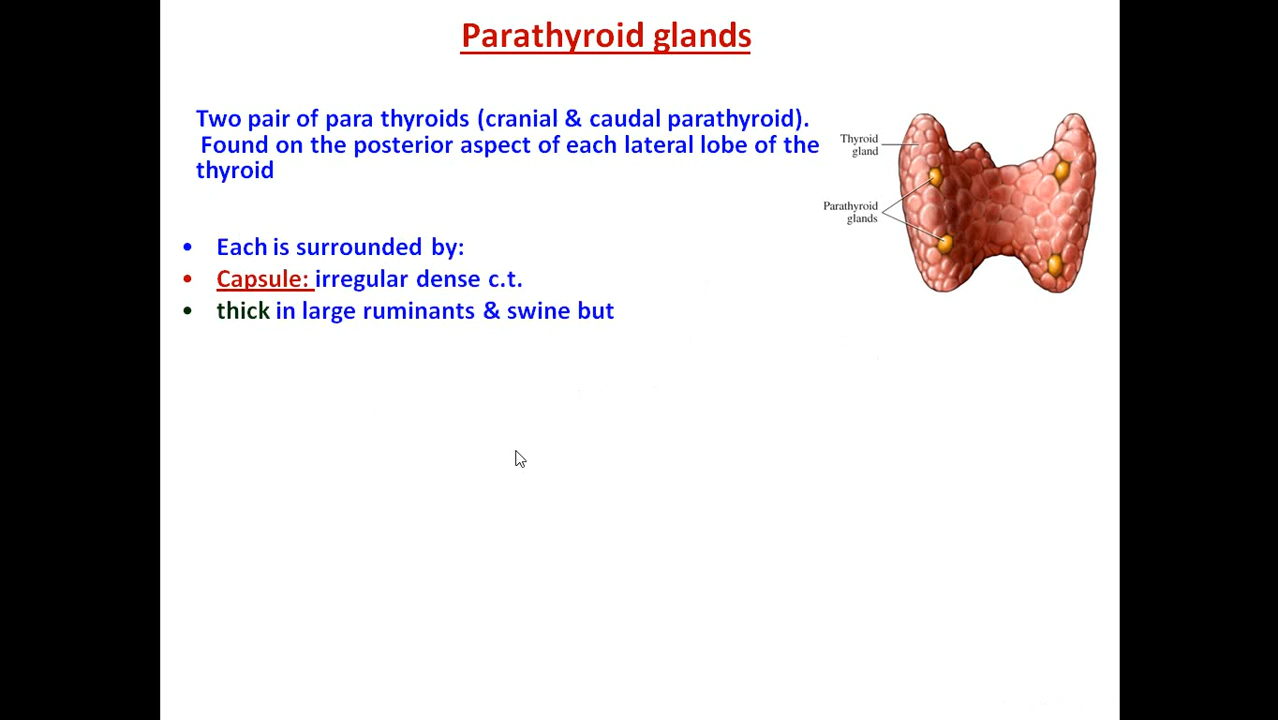 Parathyroid glands
Two pair of para thyroids (cranial & caudal parathyroid).
Found on the posterior aspect of each lateral lobe of the
thyroid
Thyroid
gland
Parathyroid
glands
• Each is surrounded by:
• Capsule: irregular dense c.t.
• thick in large ruminants & swine but